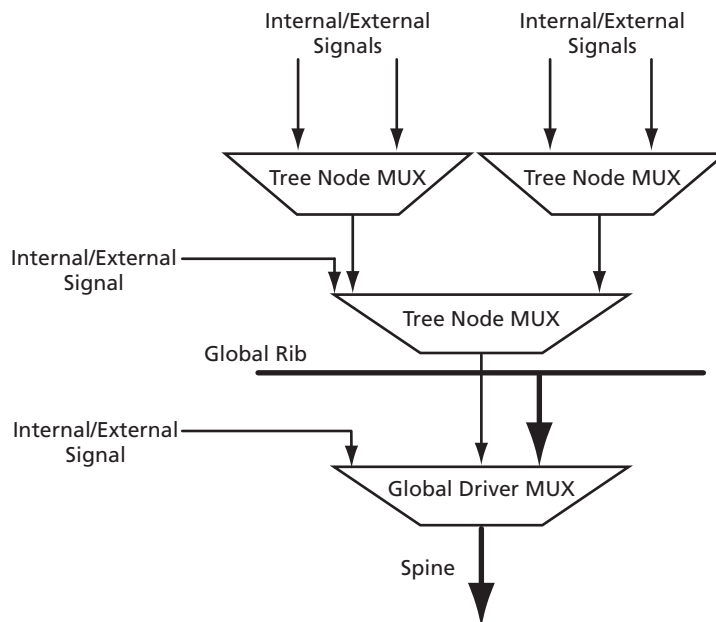 Internal/External
Signals
Internal/External
Signals
Tree Node MUX
Tree Node MUX
Internal/External
Signal
Tree Node MUX
Global Rib
Internal/External
Signal
Global Driver MUX
Spine